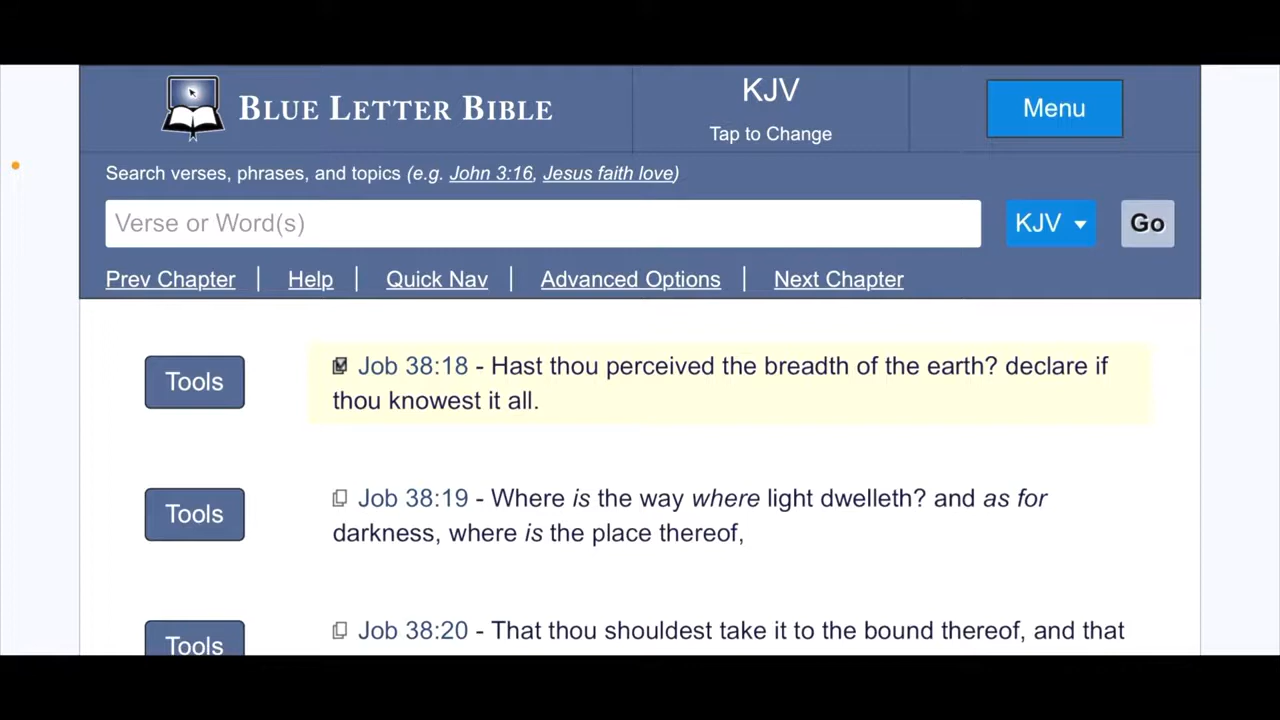 BLUE LETTER BIBLE
KJV
Tap to Change
Menu
Search verses, phrases, and topics (e.g. John 3:16, Jesus faith love)
Verse or Word(s)
KJV
Go
Prev Chapter | Help | Quick Nav | Advanced Options | Next Chapter
Tools
Job 38:18 - Hast thou perceived the breadth of the earth? declare if
thou knowest it all.
Tools
Job 38:19 - Where is the way where light dwelleth? and as for
darkness, where is the place thereof,
Tools
Job 38:20 - That thou shouldest take it to the bound thereof, and that